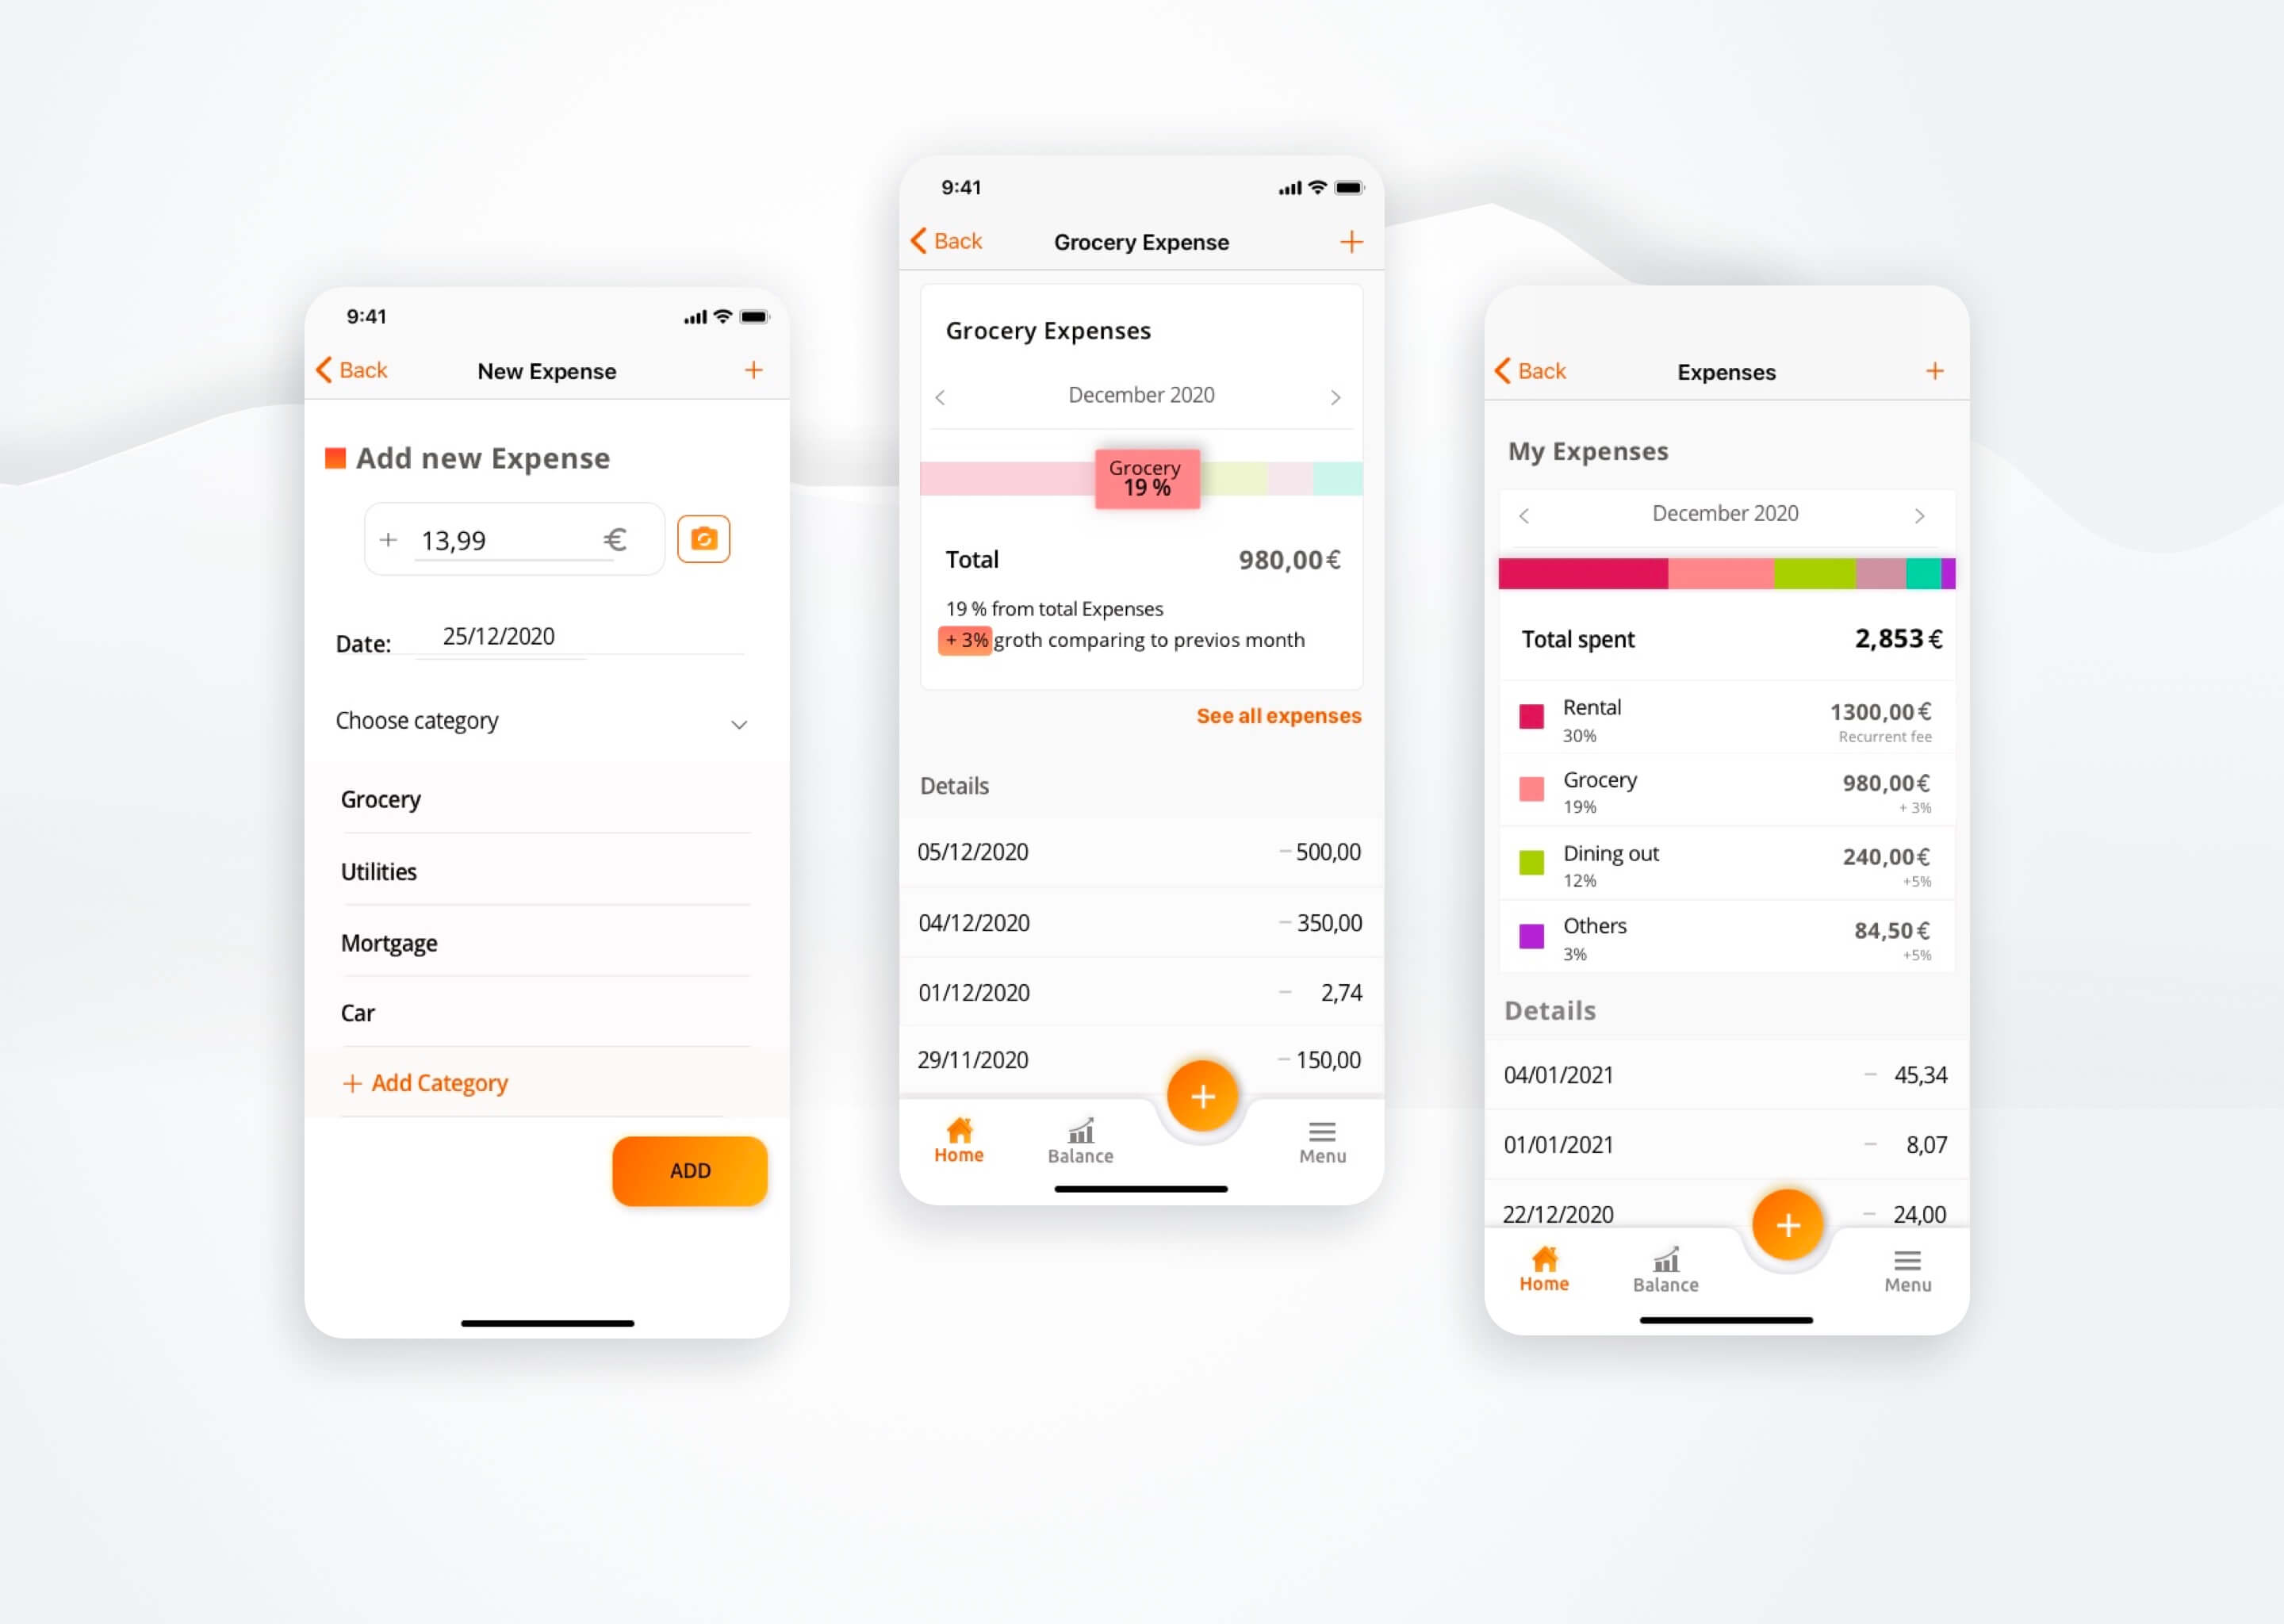 9:41
Back New Expense +
Add new Expense
+ 13,99 €
Date: 25/12/2020
Choose category
Grocery
Utilities
Mortgage
Car
+ Add Category
ADD
9:41
Back Grocery Expense +
Grocery Expenses
< December 2020 >
Grocery
19 %
Total 980,00 €
19 % from total Expenses
+ 3% groth comparing to previos month
See all expenses
Details
05/12/2020 – 500,00
04/12/2020 – 350,00
01/12/2020 – 2,74
29/11/2020 – 150,00
+
Home Balance Menu
Back Expenses +
My Expenses
< December 2020 >
Total spent 2,853 €
Rental 1300,00 €
30% Recurrent fee
Grocery 980,00 €
19% + 3%
Dining out 240,00 €
12% +5%
Others 84,50 €
3% +5%
Details
04/01/2021 – 45,34
01/01/2021 – 8,07
22/12/2020 – 24,00
+
Home Balance Menu